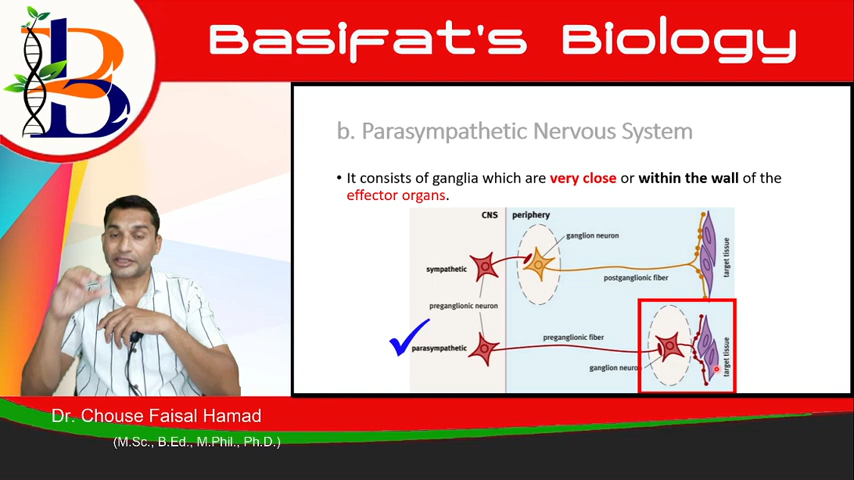 Basifat's Biology
b. Parasympathetic Nervous System
• It consists of ganglia which are very close or within the wall of the
effector organs.
CNS periphery
ganglion neuron
sympathetic
target tissue
postganglionic fiber
preganglionic neuron
preganglionic fiber
parasympathetic
ganglion neuron
target tissue
Dr. Chouse Faisal Hamad
(M.Sc., B.Ed., M.Phil., Ph.D.)